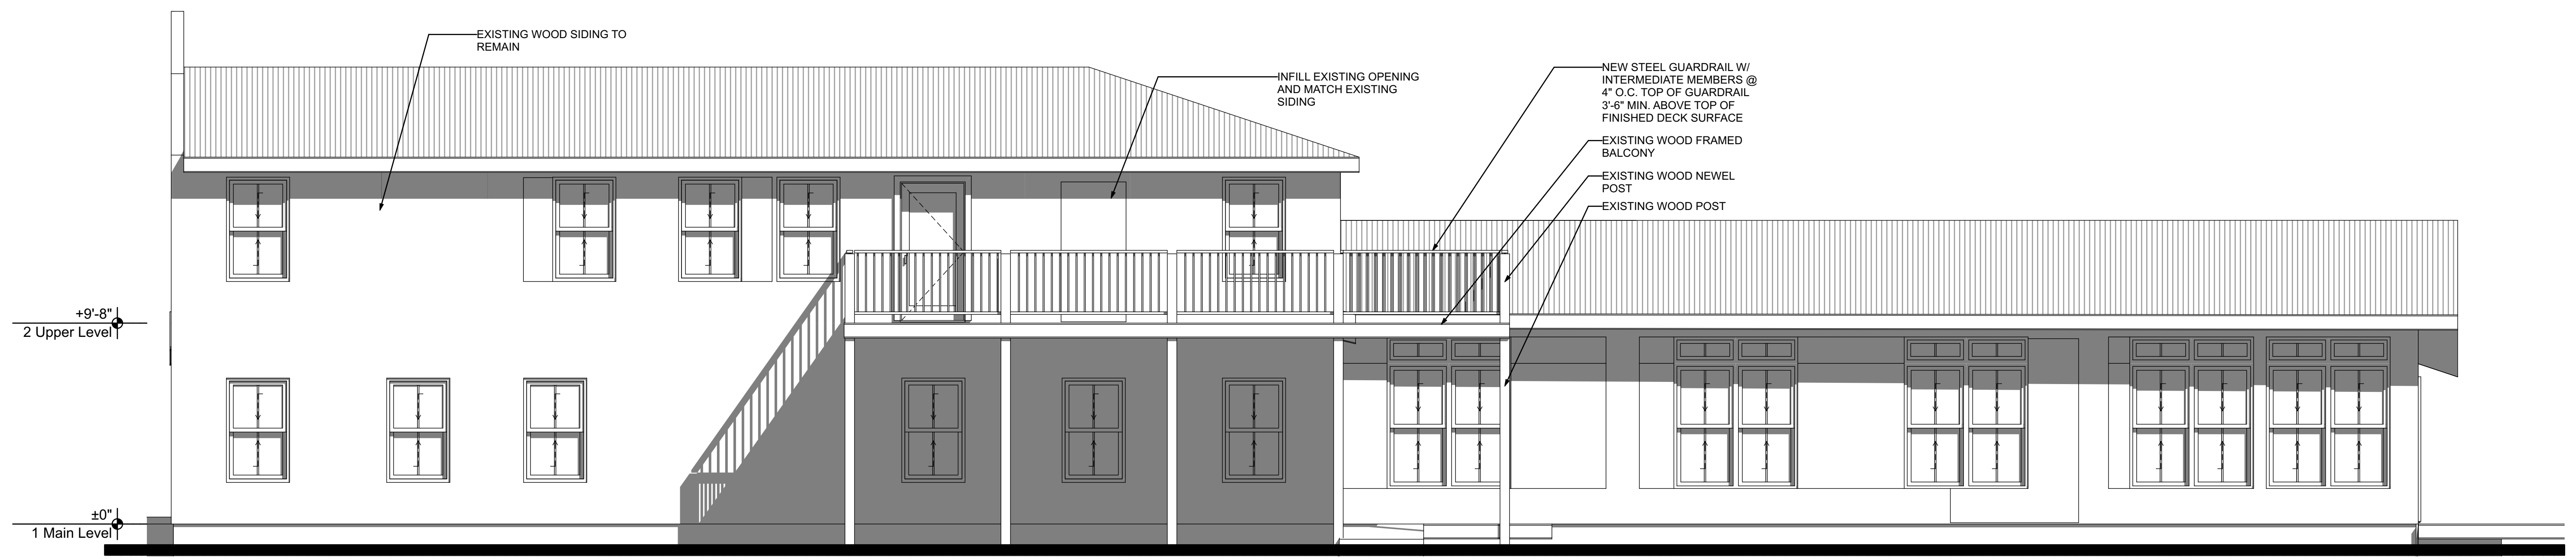 EXISTING WOOD SIDING TO
REMAIN
INFILL EXISTING OPENING
AND MATCH EXISTING
SIDING
NEW STEEL GUARDRAIL W/
INTERMEDIATE MEMBERS @
4" O.C. TOP OF GUARDRAIL
3'-6" MIN. ABOVE TOP OF
FINISHED DECK SURFACE
EXISTING WOOD FRAMED
BALCONY
EXISTING WOOD NEWEL
POST
EXISTING WOOD POST
+9'-8"
2 Upper Level
±0"
1 Main Level